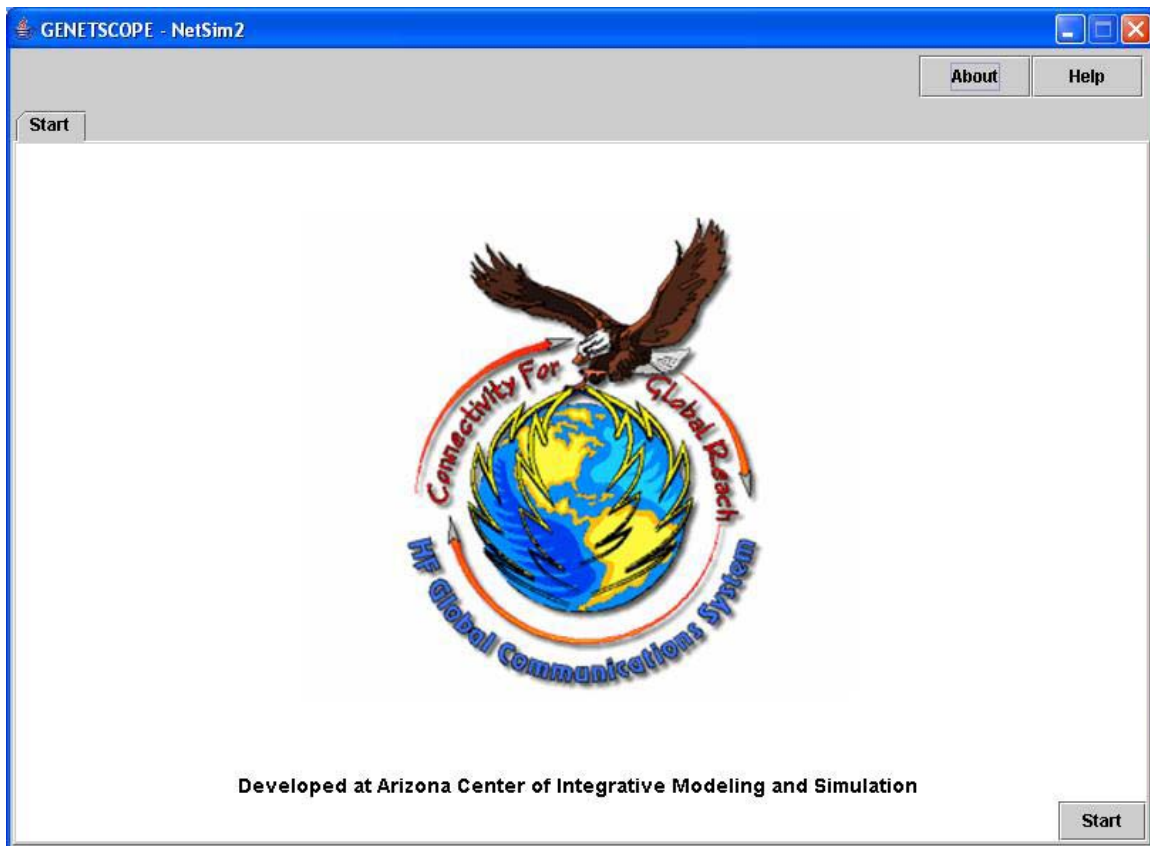 GENETSCOPE - NetSim2
About Help
Start
Connectivity For Global Reach
HF Global Communications System
Developed at Arizona Center of Integrative Modeling and Simulation
Start